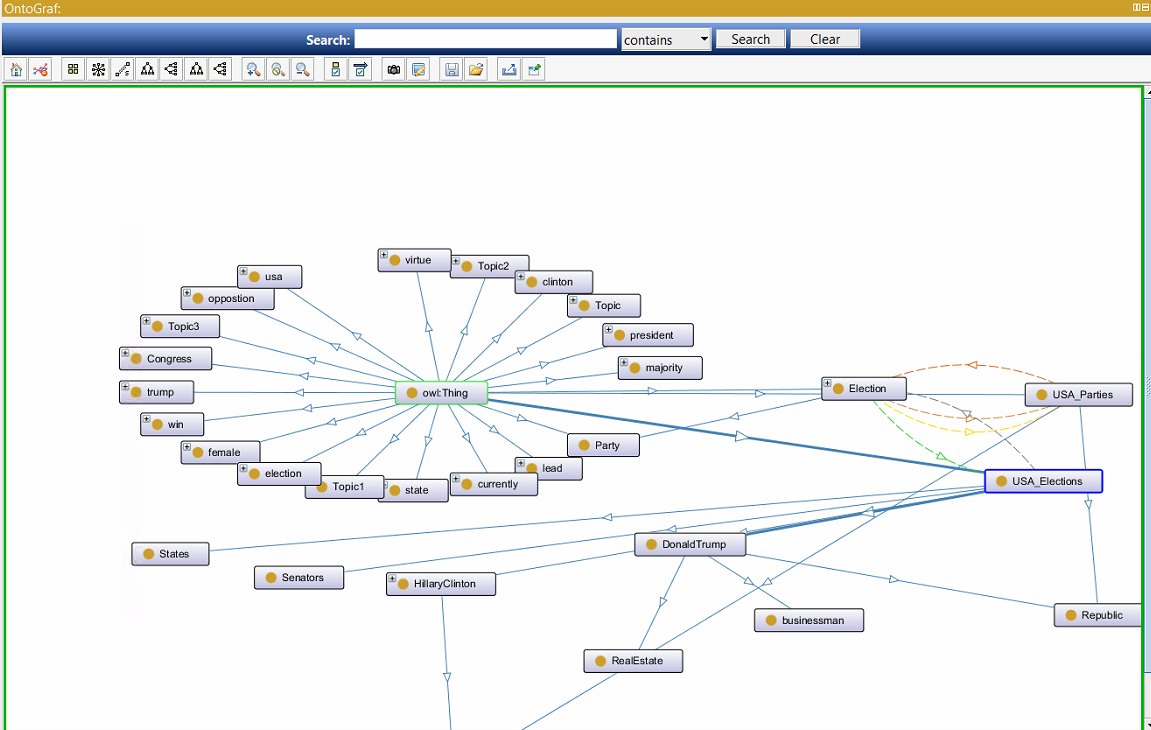 OntoGraf:
Search:
contains
Search
Clear
virtue
Topic2
usa
clinton
oppostion
Topic
Topic3
president
Congress
majority
trump
owl:Thing
Election
USA_Parties
win
female
Party
election
lead
Topic1
state
currently
USA_Elections
States
DonaldTrump
Senators
HillaryClinton
businessman
Republic
RealEstate